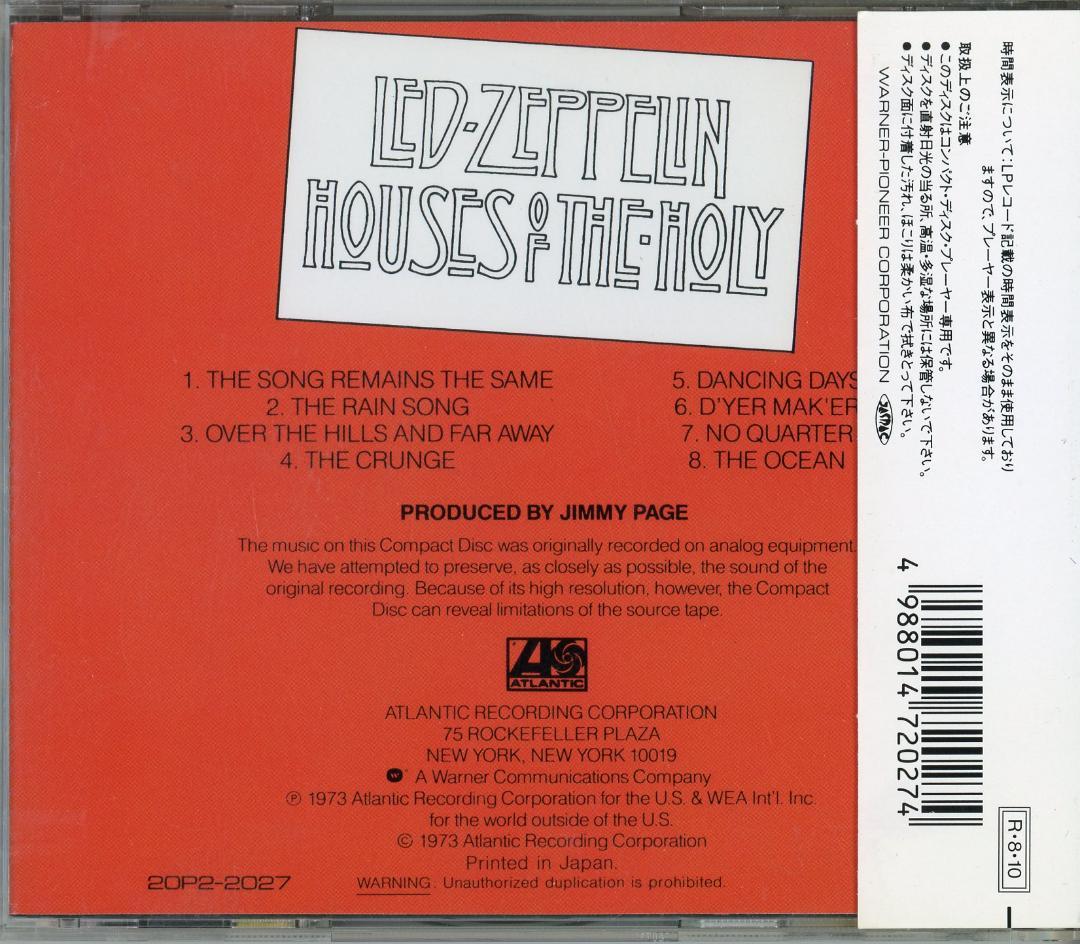 LED-ZEPPELIN
HOUSES OF THE·HOLY
1. THE SONG REMAINS THE SAME
2. THE RAIN SONG
3. OVER THE HILLS AND FAR AWAY
4. THE CRUNGE
5. DANCING DAYS
6. D'YER MAK'ER
7. NO QUARTER
8. THE OCEAN
PRODUCED BY JIMMY PAGE
The music on this Compact Disc was originally recorded on analog equipment.
We have attempted to preserve, as closely as possible, the sound of the
original recording. Because of its high resolution, however, the Compact
Disc can reveal limitations of the source tape.
ATLANTIC
ATLANTIC RECORDING CORPORATION
75 ROCKEFELLER PLAZA
NEW YORK, NEW YORK 10019
A Warner Communications Company
℗ 1973 Atlantic Recording Corporation for the U.S. & WEA Int'l. Inc.
for the world outside of the U.S.
© 1973 Atlantic Recording Corporation
Printed in Japan.
WARNING: Unauthorized duplication is prohibited.
20P2-2027
時間表示について:LPレコード記載の時間表示をそのまま使用しており
ますので、プレーヤー表示と異なる場合があります。
取扱上のご注意
●このディスクはコンパクト・ディスク・プレーヤー専用です。
●ディスクを直射日光の当る所、高温・多湿な場所には保管しないで下さい。
●ディスク面に付着した汚れ、ほこりは柔かい布で拭きとって下さい。
WARNER-PIONEER CORPORATION
JASRAC
4 988014 720274
R・8・10